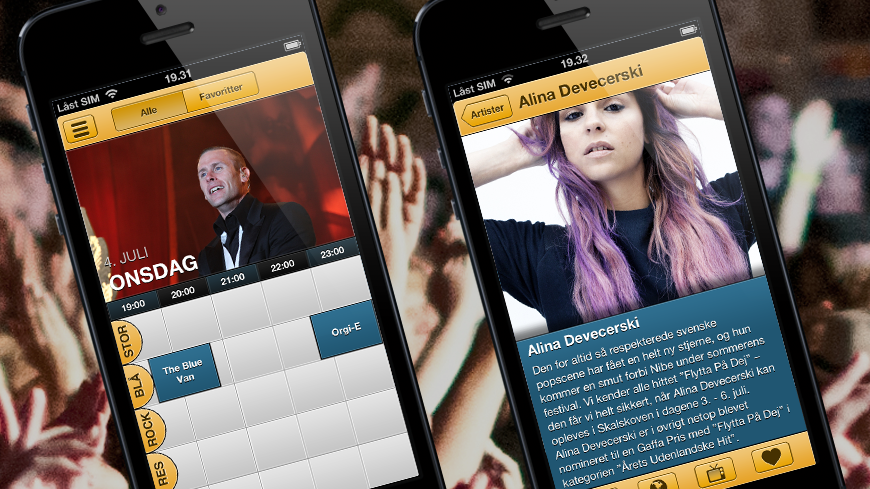 Låst SIM
19.31
Alle
Favoritter
4. JULI
ONSDAG
19:00
20:00
21:00
22:00
23:00
STOR
BLÅ
ROCK
RES
The Blue
Van
Orgi-E
Låst SIM
19.32
Artister
Alina Devecerski
Alina Devecerski
Den for altid så respekterede svenske
popscene har fået en helt ny stjerne, og hun
kommer en smut forbi Nibe under sommerens
festival. Vi kender alle hittet "Flytta På Dej" –
den får vi helt sikkert, når Alina Devecerski kan
opleves i Skalskoven i dagene 3. - 6. juli.
Alina Devecerski er i øvrigt netop blevet
nomineret til en Gaffa Pris med "Flytta På Dej" i
kategorien "Årets Udenlandske Hit".